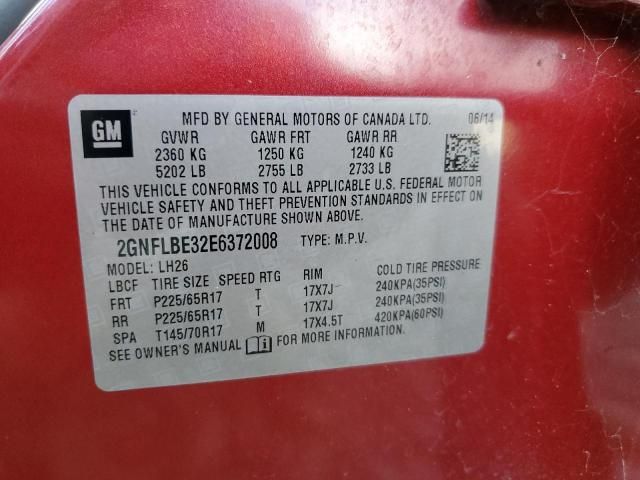 GM
MFD BY GENERAL MOTORS OF CANADA LTD. 06/14
GVWR GAWR FRT GAWR RR
2360 KG 1250 KG 1240 KG
5202 LB 2755 LB 2733 LB
THIS VEHICLE CONFORMS TO ALL APPLICABLE U.S. FEDERAL MOTOR
VEHICLE SAFETY AND THEFT PREVENTION STANDARDS IN EFFECT ON
THE DATE OF MANUFACTURE SHOWN ABOVE.
2GNFLBE32E6372008 TYPE: M.P.V.
MODEL: LH26
LBCF TIRE SIZE SPEED RTG RIM COLD TIRE PRESSURE
FRT P225/65R17 T 17X7J 240KPA(35PSI)
RR P225/65R17 T 17X7J 240KPA(35PSI)
SPA T145/70R17 M 17X4.5T 420KPA(60PSI)
SEE OWNER'S MANUAL FOR MORE INFORMATION.